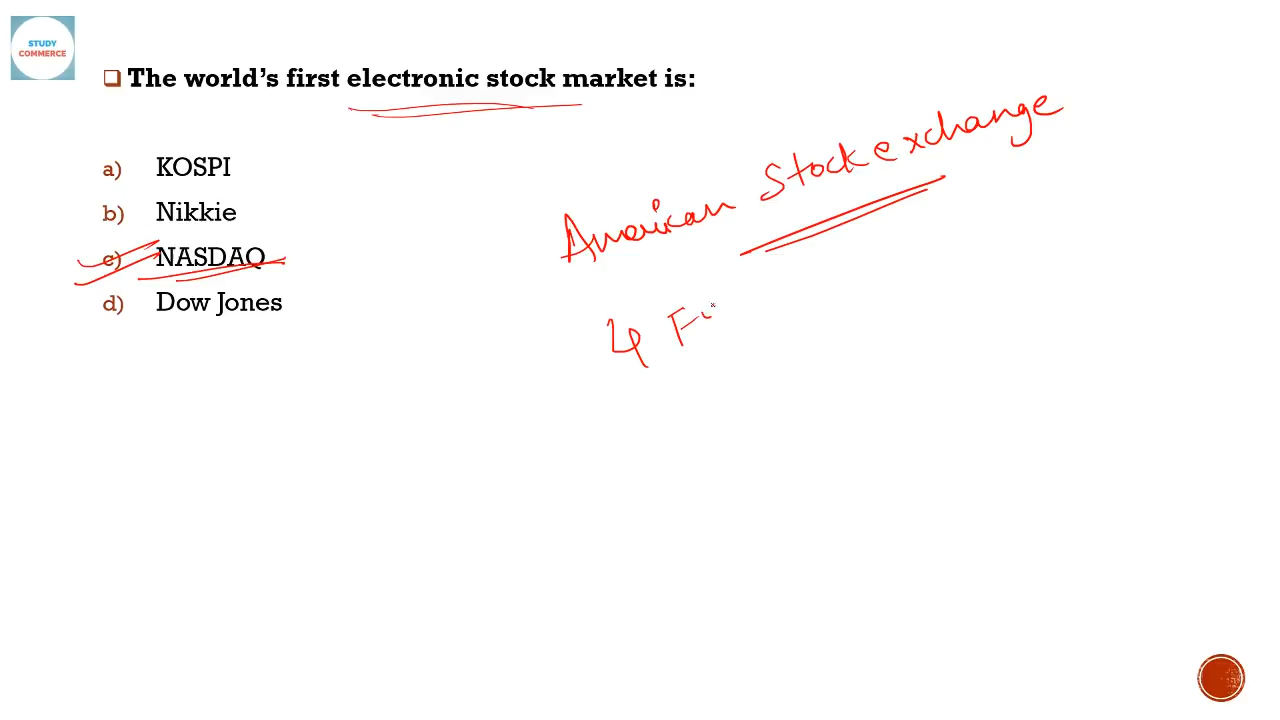 STUDY
COMMERCE
The world's first electronic stock market is:
a) KOSPI
b) Nikkie
c) NASDAQ
d) Dow Jones
American Stock exchange